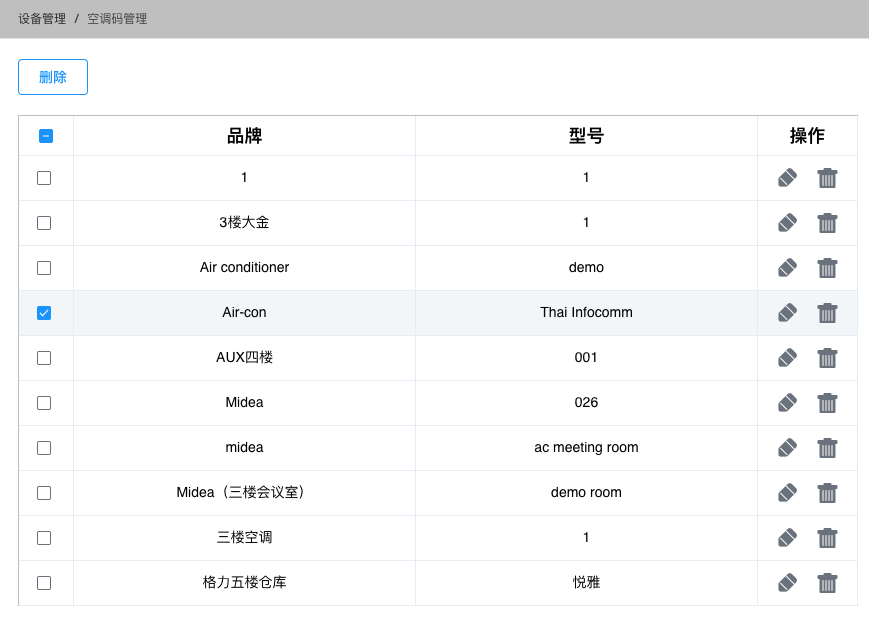 设备管理 / 空调码管理
删除
品牌 型号 操作
1 1
3楼大金 1
Air conditioner demo
Air-con Thai Infocomm
AUX四楼 001
Midea 026
midea ac meeting room
Midea（三楼会议室） demo room
三楼空调 1
格力五楼仓库 悦雅